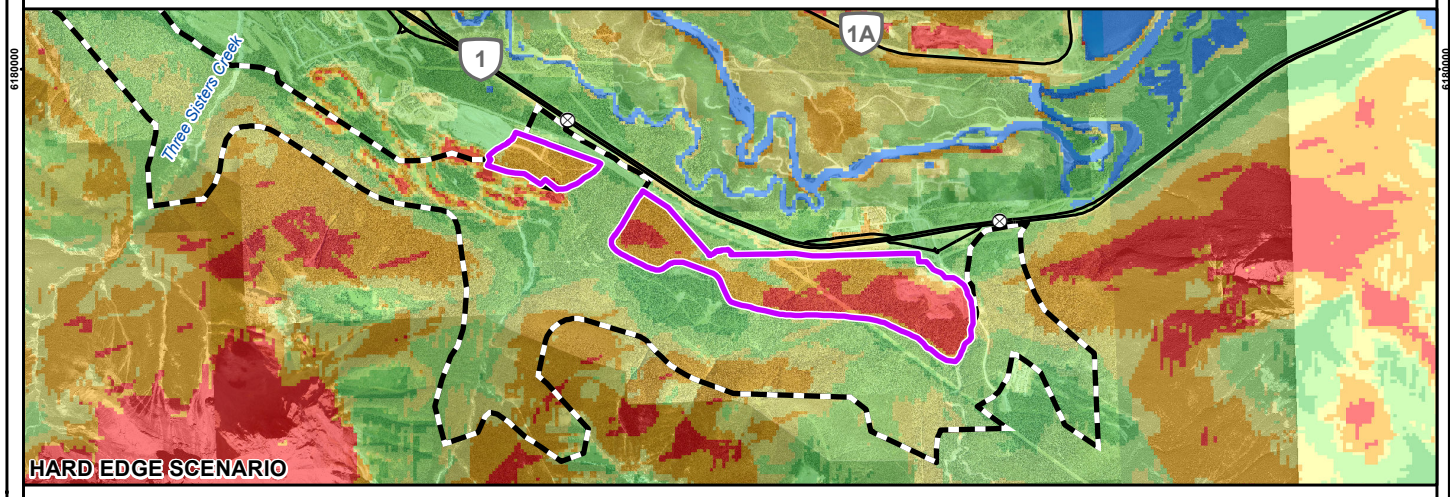 1A
1
6180000
6180000
Three Sisters Creek
HARD EDGE SCENARIO